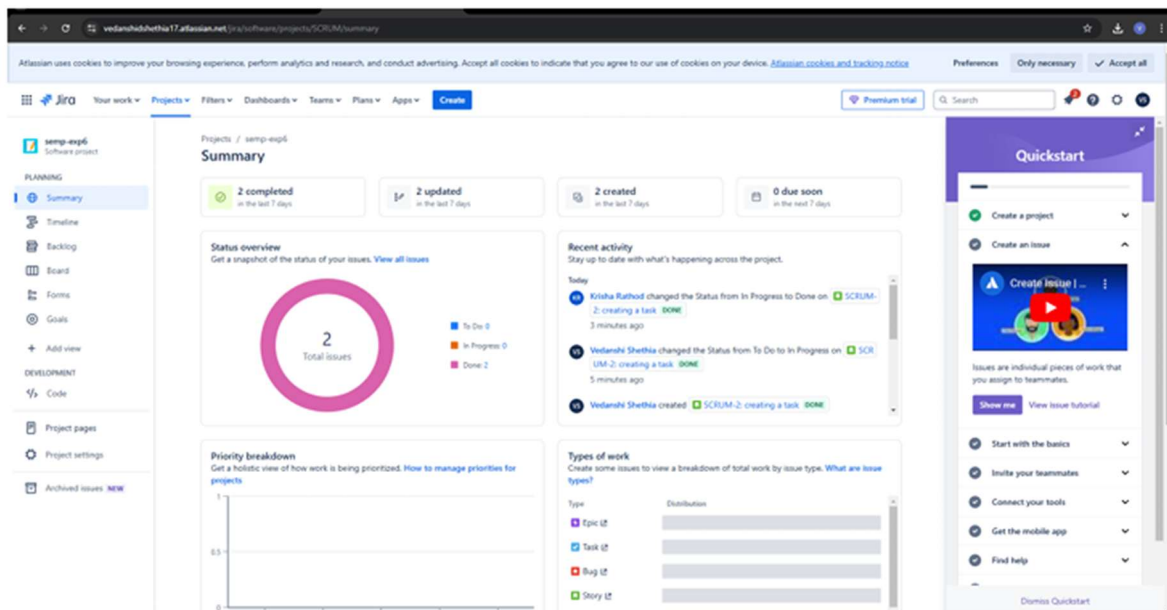 vedanshidshethia17.atlassian.net/jira/software/projects/SCRUM/summary
Atlassian uses cookies to improve your browsing experience, perform analytics and research, and conduct advertising. Accept all cookies to indicate that you agree to our use of cookies on your device. Atlassian cookies and tracking notice
Preferences
Only necessary
Accept all
Jira
Your work
Projects
Filters
Dashboards
Teams
Plans
Apps
Create
Premium trial
Search
2
VS
semp-exp6
Software project
PLANNING
Summary
Timeline
Backlog
Board
Forms
Goals
Add view
DEVELOPMENT
Code
Project pages
Project settings
Archived issues NEW
Projects / semp-exp6
Summary
2 completed
in the last 7 days
2 updated
in the last 7 days
2 created
in the last 7 days
0 due soon
in the next 7 days
Status overview
Get a snapshot of the status of your issues. View all issues
2
Total issues
To Do: 0
In Progress: 0
Done: 2
Recent activity
Stay up to date with what's happening across the project.
Today
KR
Krisha Rathod changed the Status from In Progress to Done on SCRUM-
2: creating a task DONE
3 minutes ago
VS
Vedanshi Shethia changed the Status from To Do to In Progress on SCR
UM-2: creating a task DONE
5 minutes ago
VS
Vedanshi Shethia created SCRUM-2: creating a task DONE
Priority breakdown
Get a holistic view of how work is being prioritized. How to manage priorities for
projects
1
0.5
0
Types of work
Create some issues to view a breakdown of total work by issue type. What are issue
types?
Type
Distribution
Epic
Task
Bug
Story
Quickstart
Create a project
Create an issue
Create Issue | ...
Issues are individual pieces of work that
you assign to teammates.
Show me
View issue tutorial
Start with the basics
Invite your teammates
Connect your tools
Get the mobile app
Find help
Dismiss Quickstart